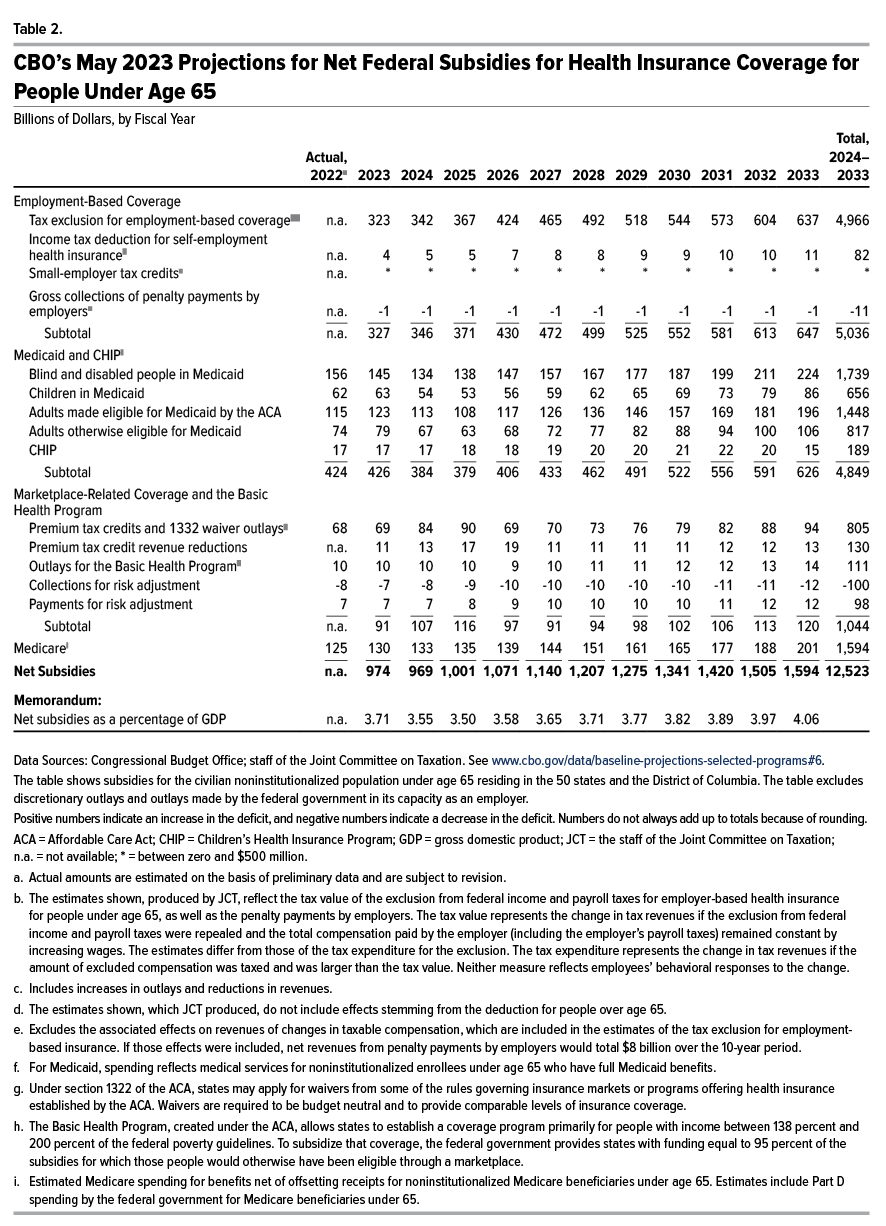 Table 2.
CBO's May 2023 Projections for Net Federal Subsidies for Health Insurance Coverage for
People Under Age 65
Billions of Dollars, by Fiscal Year
Actual, 2022 2023 2024 2025 2026 2027 2028 2029 2030 2031 2032 2033 Total, 2024–2033
Employment-Based Coverage
Tax exclusion for employment-based coverage n.a. 323 342 367 424 465 492 518 544 573 604 637 4,966
Income tax deduction for self-employment
health insurance n.a. 4 5 5 7 8 8 9 9 10 10 11 82
Small-employer tax credits n.a. * * * * * * * * * * * *
Gross collections of penalty payments by
employers n.a. -1 -1 -1 -1 -1 -1 -1 -1 -1 -1 -1 -11
Subtotal n.a. 327 346 371 430 472 499 525 552 581 613 647 5,036
Medicaid and CHIP
Blind and disabled people in Medicaid 156 145 134 138 147 157 167 177 187 199 211 224 1,739
Children in Medicaid 62 63 54 53 56 59 62 65 69 73 79 86 656
Adults made eligible for Medicaid by the ACA 115 123 113 108 117 126 136 146 157 169 181 196 1,448
Adults otherwise eligible for Medicaid 74 79 67 63 68 72 77 82 88 94 100 106 817
CHIP 17 17 17 18 18 19 20 20 21 22 20 15 189
Subtotal 424 426 384 379 406 433 462 491 522 556 591 626 4,849
Marketplace-Related Coverage and the Basic
Health Program
Premium tax credits and 1332 waiver outlays 68 69 84 90 69 70 73 76 79 82 88 94 805
Premium tax credit revenue reductions n.a. 11 13 17 19 11 11 11 11 12 12 13 130
Outlays for the Basic Health Program 10 10 10 10 9 10 11 11 12 12 13 14 111
Collections for risk adjustment -8 -7 -8 -9 -10 -10 -10 -10 -10 -11 -11 -12 -100
Payments for risk adjustment 7 7 7 8 9 10 10 10 10 11 12 12 98
Subtotal n.a. 91 107 116 97 91 94 98 102 106 113 120 1,044
Medicare 125 130 133 135 139 144 151 161 165 177 188 201 1,594
Net Subsidies n.a. 974 969 1,001 1,071 1,140 1,207 1,275 1,341 1,420 1,505 1,594 12,523
Memorandum:
Net subsidies as a percentage of GDP n.a. 3.71 3.55 3.50 3.58 3.65 3.71 3.77 3.82 3.89 3.97 4.06
Data Sources: Congressional Budget Office; staff of the Joint Committee on Taxation. See www.cbo.gov/data/baseline-projections-selected-programs#6.
The table shows subsidies for the civilian noninstitutionalized population under age 65 residing in the 50 states and the District of Columbia. The table excludes
discretionary outlays and outlays made by the federal government in its capacity as an employer.
Positive numbers indicate an increase in the deficit, and negative numbers indicate a decrease in the deficit. Numbers do not always add up to totals because of rounding.
ACA = Affordable Care Act; CHIP = Children's Health Insurance Program; GDP = gross domestic product; JCT = the staff of the Joint Committee on Taxation;
n.a. = not available; * = between zero and $500 million.
a. Actual amounts are estimated on the basis of preliminary data and are subject to revision.
b. The estimates shown, produced by JCT, reflect the tax value of the exclusion from federal income and payroll taxes for employer-based health insurance
for people under age 65, as well as the penalty payments by employers. The tax value represents the change in tax revenues if the exclusion from federal
income and payroll taxes were repealed and the total compensation paid by the employer (including the employer's payroll taxes) remained constant by
increasing wages. The estimates differ from those of the tax expenditure for the exclusion. The tax expenditure represents the change in tax revenues if the
amount of excluded compensation was taxed and was larger than the tax value. Neither measure reflects employees' behavioral responses to the change.
c. Includes increases in outlays and reductions in revenues.
d. The estimates shown, which JCT produced, do not include effects stemming from the deduction for people over age 65.
e. Excludes the associated effects on revenues of changes in taxable compensation, which are included in the estimates of the tax exclusion for employment-
based insurance. If those effects were included, net revenues from penalty payments by employers would total $8 billion over the 10-year period.
f. For Medicaid, spending reflects medical services for noninstitutionalized enrollees under age 65 who have full Medicaid benefits.
g. Under section 1322 of the ACA, states may apply for waivers from some of the rules governing insurance markets or programs offering health insurance
established by the ACA. Waivers are required to be budget neutral and to provide comparable levels of insurance coverage.
h. The Basic Health Program, created under the ACA, allows states to establish a coverage program primarily for people with income between 138 percent and
200 percent of the federal poverty guidelines. To subsidize that coverage, the federal government provides states with funding equal to 95 percent of the
subsidies for which those people would otherwise have been eligible through a marketplace.
i. Estimated Medicare spending for benefits net of offsetting receipts for noninstitutionalized Medicare beneficiaries under age 65. Estimates include Part D
spending by the federal government for Medicare beneficiaries under 65.